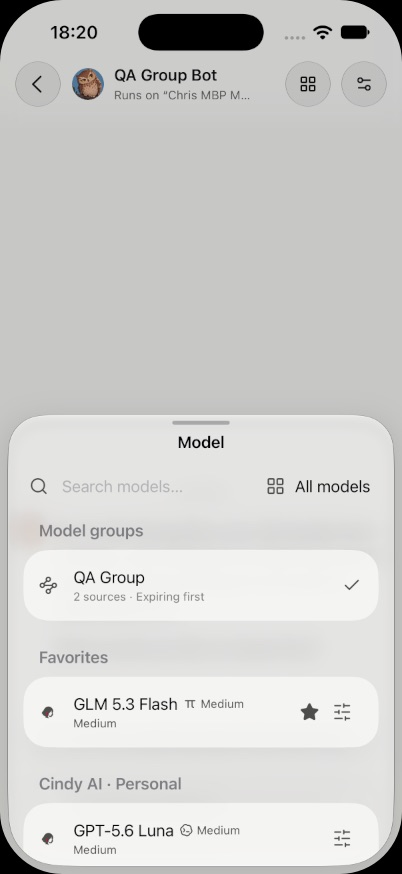 18:20
QA Group Bot
Runs on “Chris MBP M...
Model
Search models...
All models
Model groups
QA Group
2 sources · Expiring first
Favorites
GLM 5.3 Flash π Medium
Medium
Cindy AI · Personal
GPT-5.6 Luna Medium
Medium